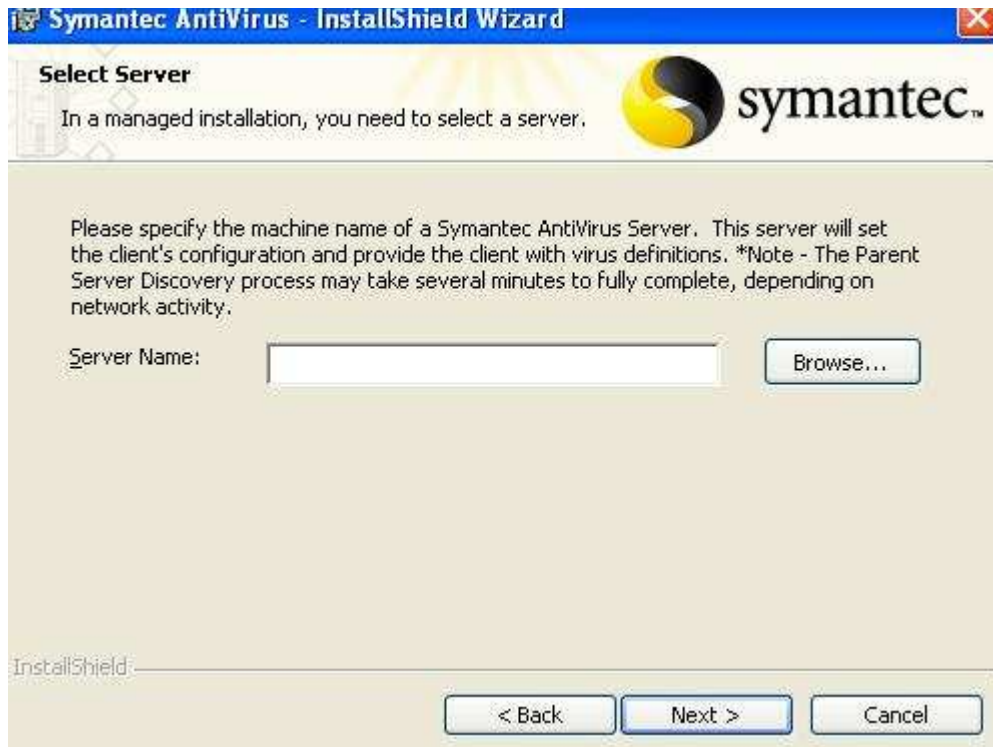 Symantec AntiVirus - InstallShield Wizard
Select Server
In a managed installation, you need to select a server.
symantec™
Please specify the machine name of a Symantec AntiVirus Server. This server will set
the client's configuration and provide the client with virus definitions. *Note - The Parent
Server Discovery process may take several minutes to fully complete, depending on
network activity.
Server Name:
Browse...
InstallShield
< Back
Next >
Cancel